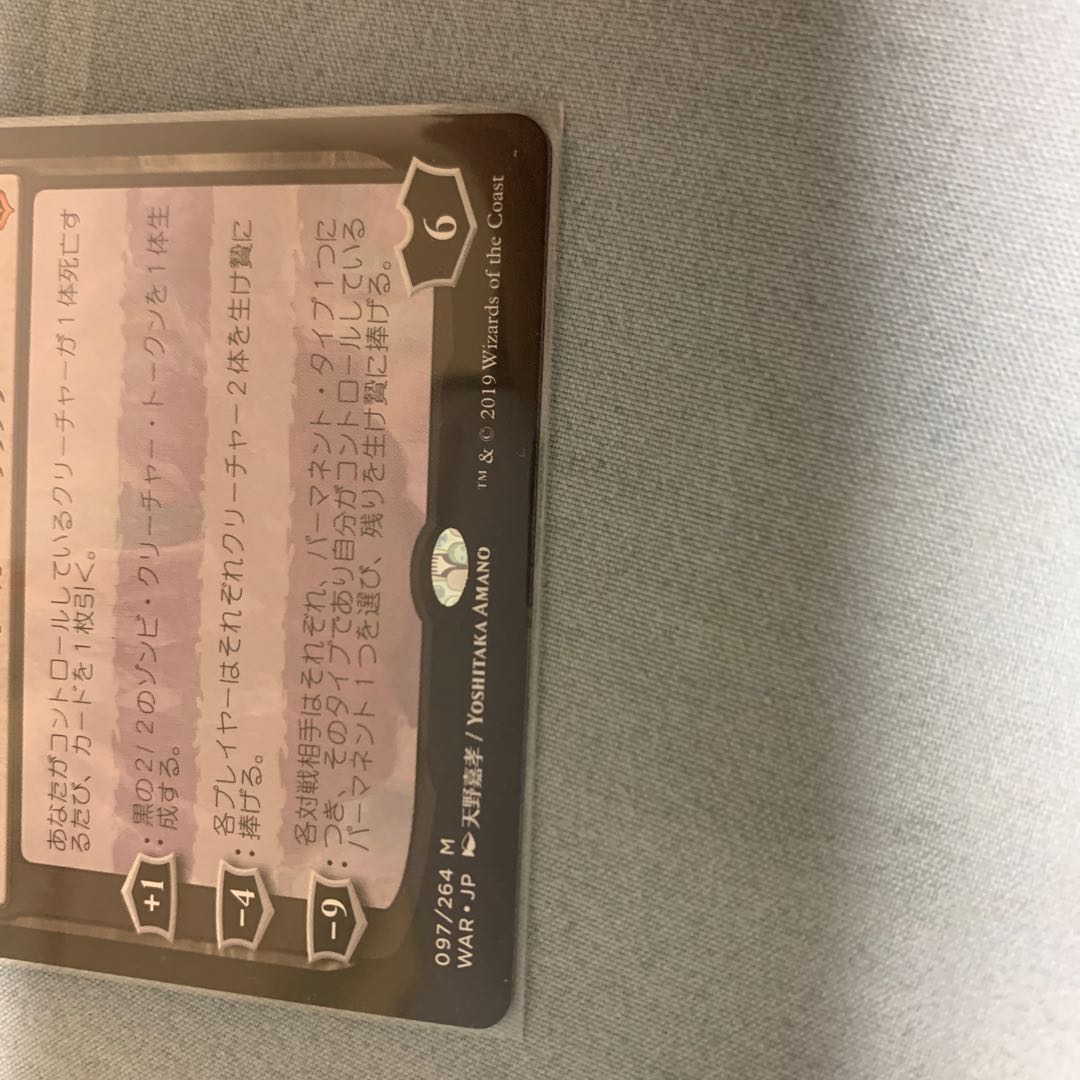 あなたがコントロールしているクリーチャーが１体死亡す
るたび、カードを１枚引く。
+1：黒の２/２のゾンビ・クリーチャー・トークンを１体生
成する。
-4：各プレイヤーはそれぞれクリーチャー２体を生け贄に
捧げる。
-9：各対戦相手はそれぞれ、パーマネント・タイプ１つに
つき、そのタイプであり自分がコントロールしている
パーマネント１つを選び、残りを生け贄に捧げる。
6
097/264 M
WAR • JP 天野嘉孝 / YOSHITAKA AMANO
™ & © 2019 Wizards of the Coast